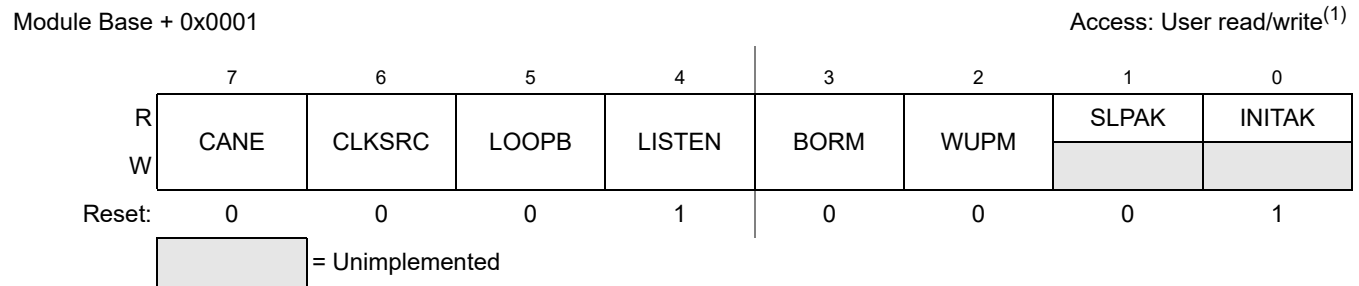 Module Base + 0x0001 Access: User read/write(1)
7 6 5 4 3 2 1 0
R CANE CLKSRC LOOPB LISTEN BORM WUPM SLPAK INITAK
W
Reset: 0 0 0 1 0 0 0 1
= Unimplemented